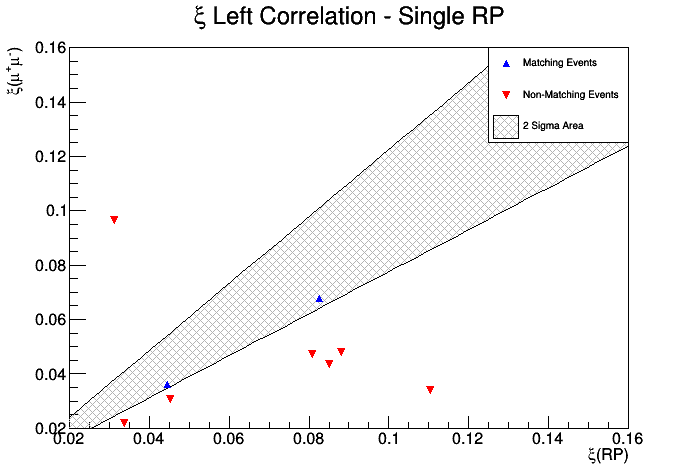 ξ Left Correlation - Single RP
ξ(μ⁺μ⁻)
0.16
0.14
0.12
0.1
0.08
0.06
0.04
0.02
Matching Events
Non-Matching Events
2 Sigma Area
0.02 0.04 0.06 0.08 0.1 0.12 0.14 0.16
ξ(RP)